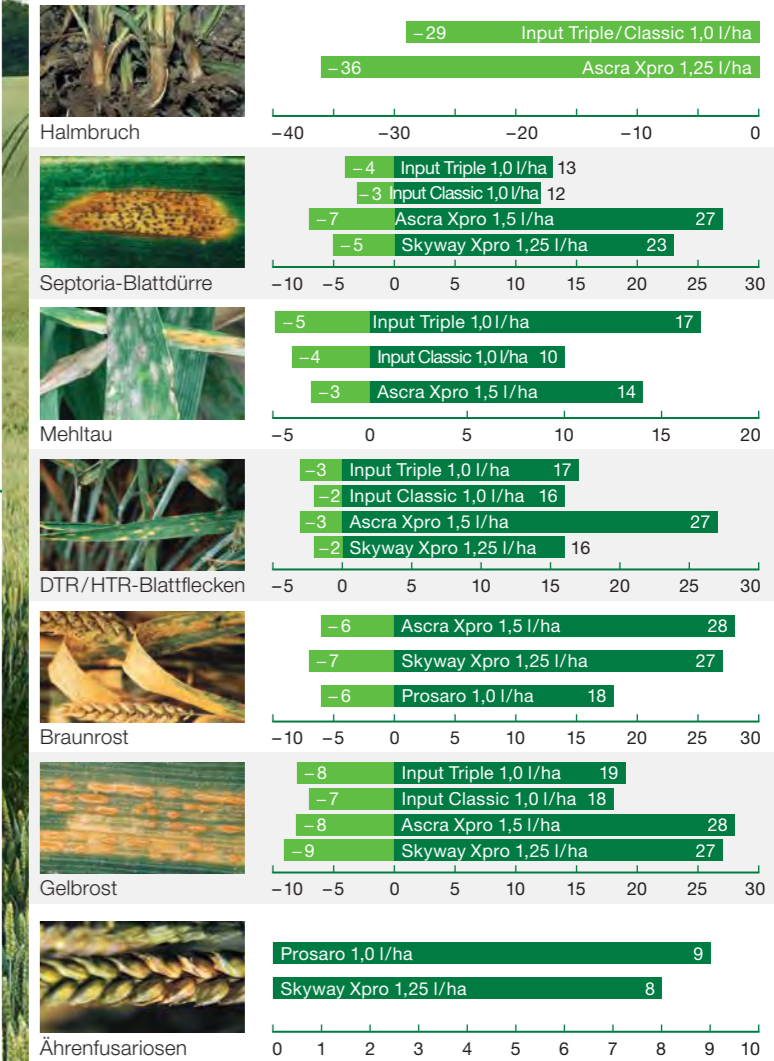 −29 Input Triple/Classic 1,0 l/ha
−36 Ascra Xpro 1,25 l/ha
Halmbruch
−40 −30 −20 −10 0
−4 Input Triple 1,0 l/ha 13
−3 Input Classic 1,0 l/ha 12
−7 Ascra Xpro 1,5 l/ha 27
−5 Skyway Xpro 1,25 l/ha 23
Septoria-Blattdürre
−10 −5 0 5 10 15 20 25 30
−5 Input Triple 1,0 l/ha 17
−4 Input Classic 1,0 l/ha 10
−3 Ascra Xpro 1,5 l/ha 14
Mehltau
−5 0 5 10 15 20
−3 Input Triple 1,0 l/ha 17
−2 Input Classic 1,0 l/ha 16
−3 Ascra Xpro 1,5 l/ha 27
−2 Skyway Xpro 1,25 l/ha 16
DTR/HTR-Blattflecken
−5 0 5 10 15 20 25 30
−6 Ascra Xpro 1,5 l/ha 28
−7 Skyway Xpro 1,25 l/ha 27
−6 Prosaro 1,0 l/ha 18
Braunrost
−10 −5 0 5 10 15 20 25 30
−8 Input Triple 1,0 l/ha 19
−7 Input Classic 1,0 l/ha 18
−8 Ascra Xpro 1,5 l/ha 28
−9 Skyway Xpro 1,25 l/ha 27
Gelbrost
−10 −5 0 5 10 15 20 25 30
Prosaro 1,0 l/ha 9
Skyway Xpro 1,25 l/ha 8
Ährenfusariosen
0 1 2 3 4 5 6 7 8 9 10